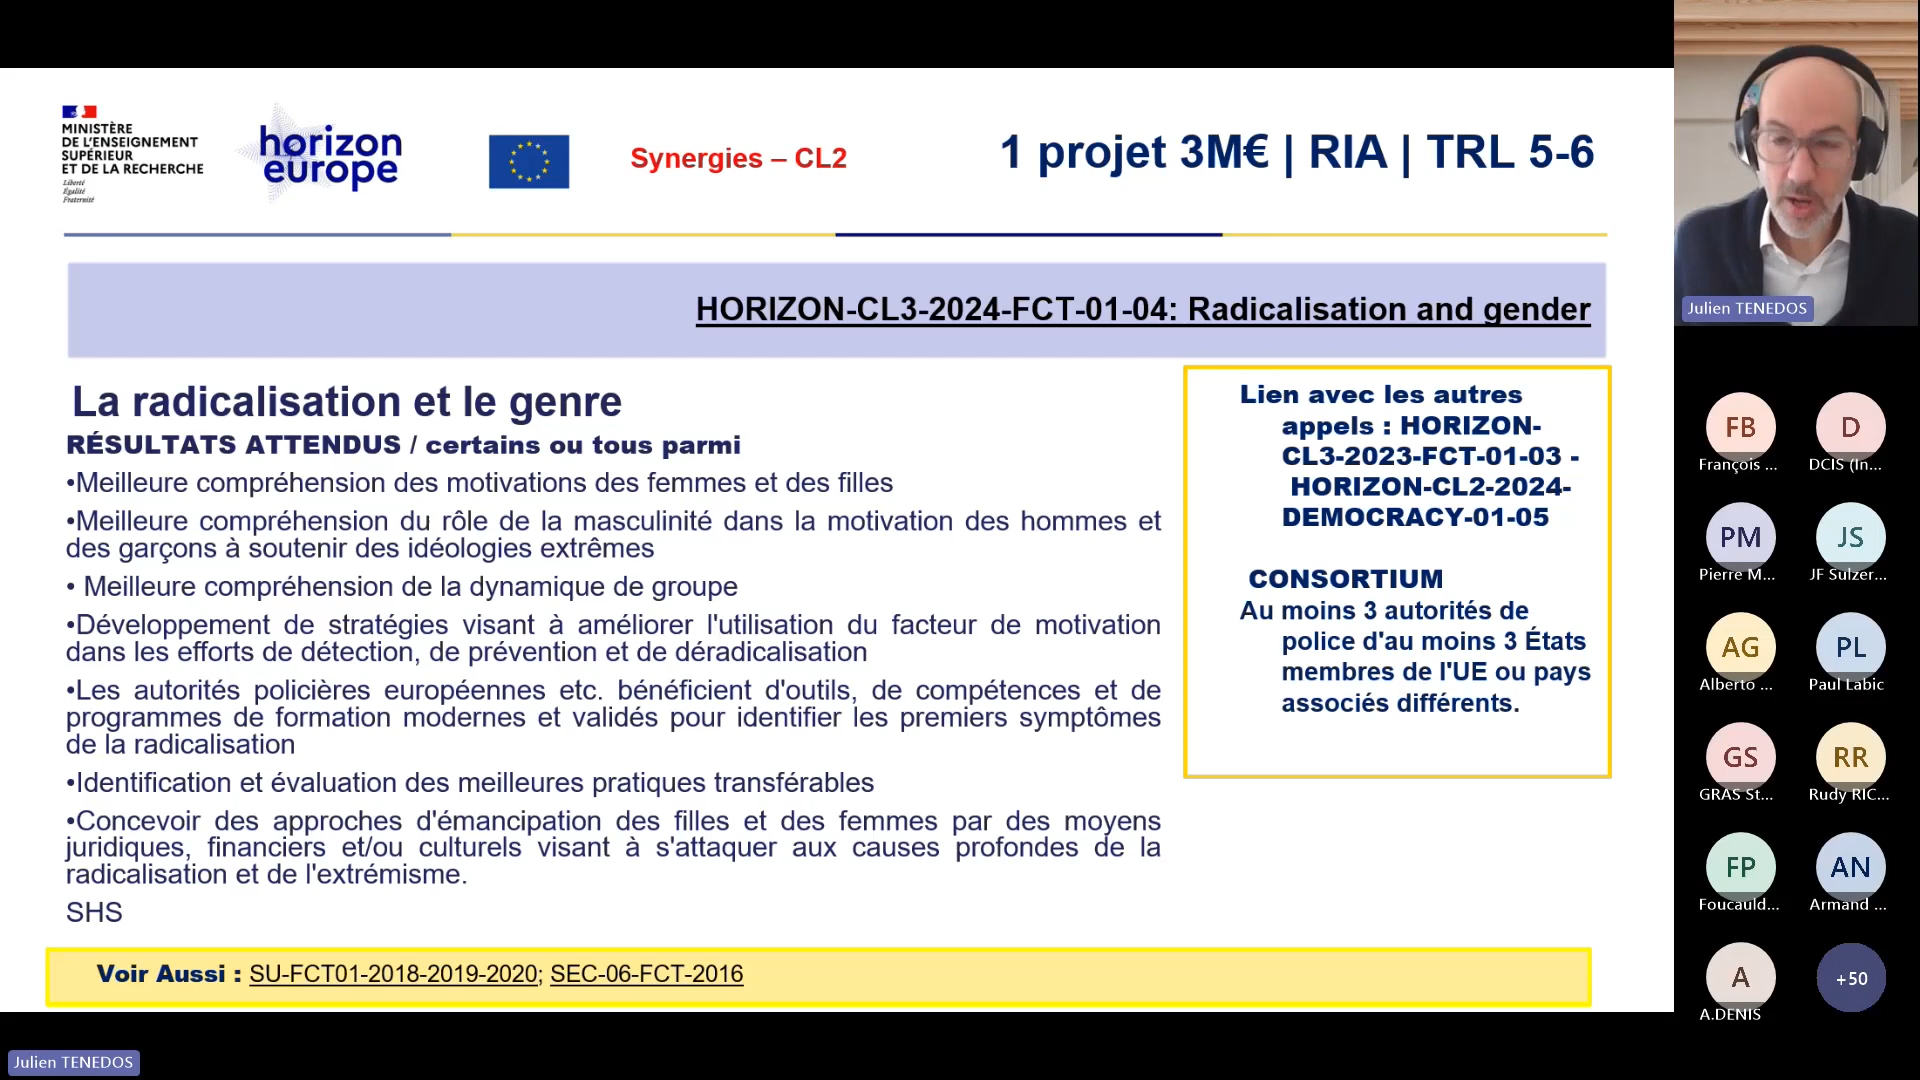 MINISTÈRE
DE L'ENSEIGNEMENT
SUPÉRIEUR
ET DE LA RECHERCHE
Liberté
Égalité
Fraternité
horizon
europe
Synergies – CL2
1 projet 3M€ | RIA | TRL 5-6
HORIZON-CL3-2024-FCT-01-04: Radicalisation and gender
La radicalisation et le genre
RÉSULTATS ATTENDUS / certains ou tous parmi
•Meilleure compréhension des motivations des femmes et des filles
•Meilleure compréhension du rôle de la masculinité dans la motivation des hommes et
des garçons à soutenir des idéologies extrêmes
• Meilleure compréhension de la dynamique de groupe
•Développement de stratégies visant à améliorer l'utilisation du facteur de motivation
dans les efforts de détection, de prévention et de déradicalisation
•Les autorités policières européennes etc. bénéficient d'outils, de compétences et de
programmes de formation modernes et validés pour identifier les premiers symptômes
de la radicalisation
•Identification et évaluation des meilleures pratiques transférables
•Concevoir des approches d'émancipation des filles et des femmes par des moyens
juridiques, financiers et/ou culturels visant à s'attaquer aux causes profondes de la
radicalisation et de l'extrémisme.
SHS
Lien avec les autres
appels : HORIZON-
CL3-2023-FCT-01-03 -
HORIZON-CL2-2024-
DEMOCRACY-01-05
CONSORTIUM
Au moins 3 autorités de
police d'au moins 3 États
membres de l'UE ou pays
associés différents.
Voir Aussi : SU-FCT01-2018-2019-2020; SEC-06-FCT-2016
Julien TENEDOS
Julien TENEDOS
FB
François ...
D
DCIS (In...
PM
Pierre M...
JS
JF Sulzer...
AG
Alberto ...
PL
Paul Labic
GS
GRAS St...
RR
Rudy RIC...
FP
Foucauld...
AN
Armand ...
A
A.DENIS
+50